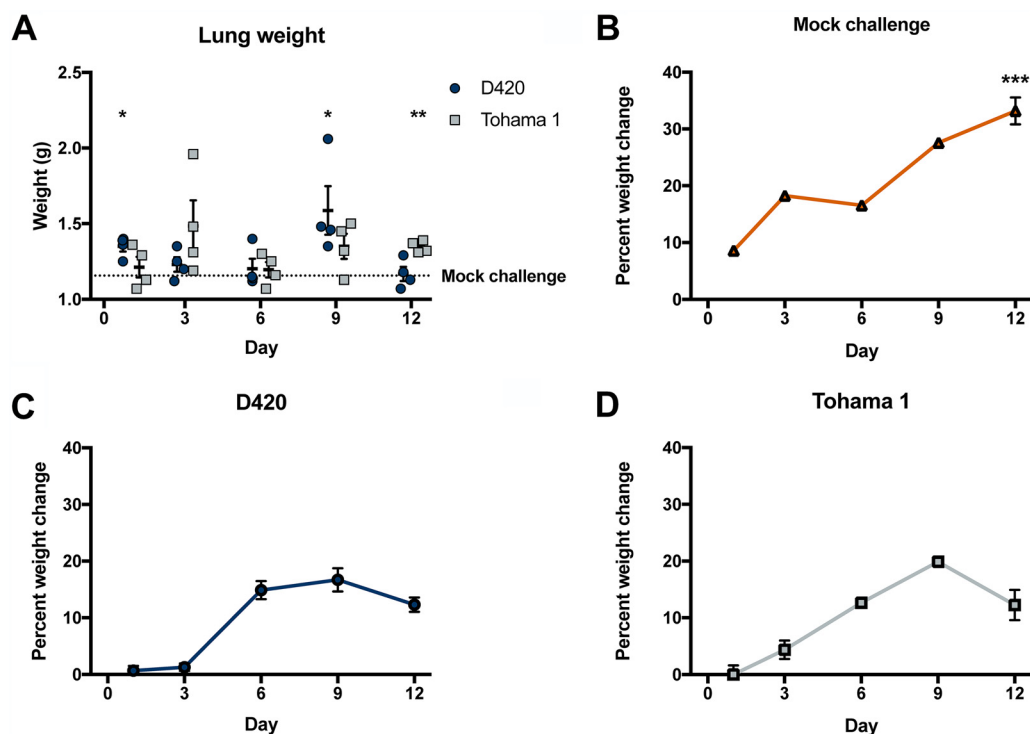 A
Lung weight
2.5
2.0
1.5
1.0
Weight (g)
*
*
**
D420
Tohama 1
Mock challenge
0
3
6
9
12
Day
B
Mock challenge
40
30
20
10
0
Percent weight change
***
0
3
6
9
12
Day
C
D420
40
30
20
10
0
Percent weight change
0
3
6
9
12
Day
D
Tohama 1
40
30
20
10
0
Percent weight change
0
3
6
9
12
Day